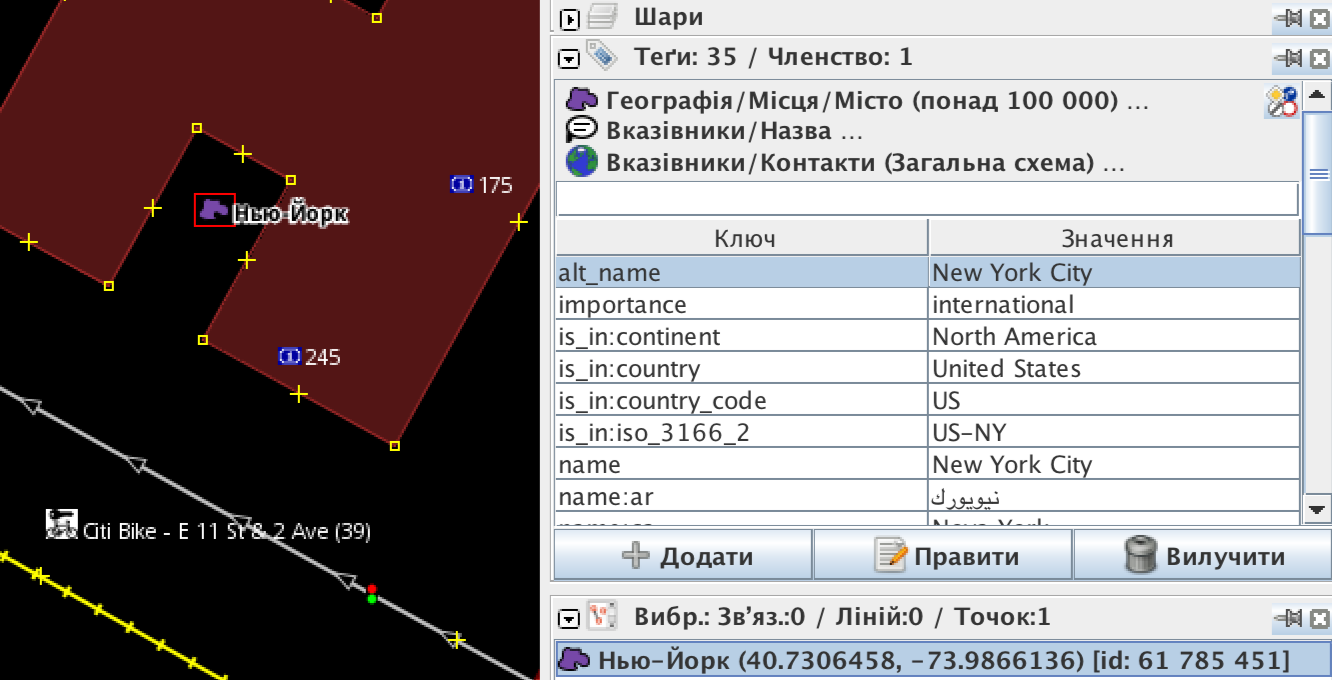 Нью-Йорк
175
245
Citi Bike - E 11 St & 2 Ave (39)
Шари
Теґи: 35 / Членство: 1
Географія/Місця/Місто (понад 100 000) ...
Вказівники/Назва ...
Вказівники/Контакти (Загальна схема) ...
Ключ Значення
alt_name New York City
importance international
is_in:continent North America
is_in:country United States
is_in:country_code US
is_in:iso_3166_2 US-NY
name New York City
name:ar نيويورك
Додати Правити Вилучити
Вибр.: Зв’яз.:0 / Ліній:0 / Точок:1
Нью-Йорк (40.7306458, -73.9866136) [id: 61 785 451]